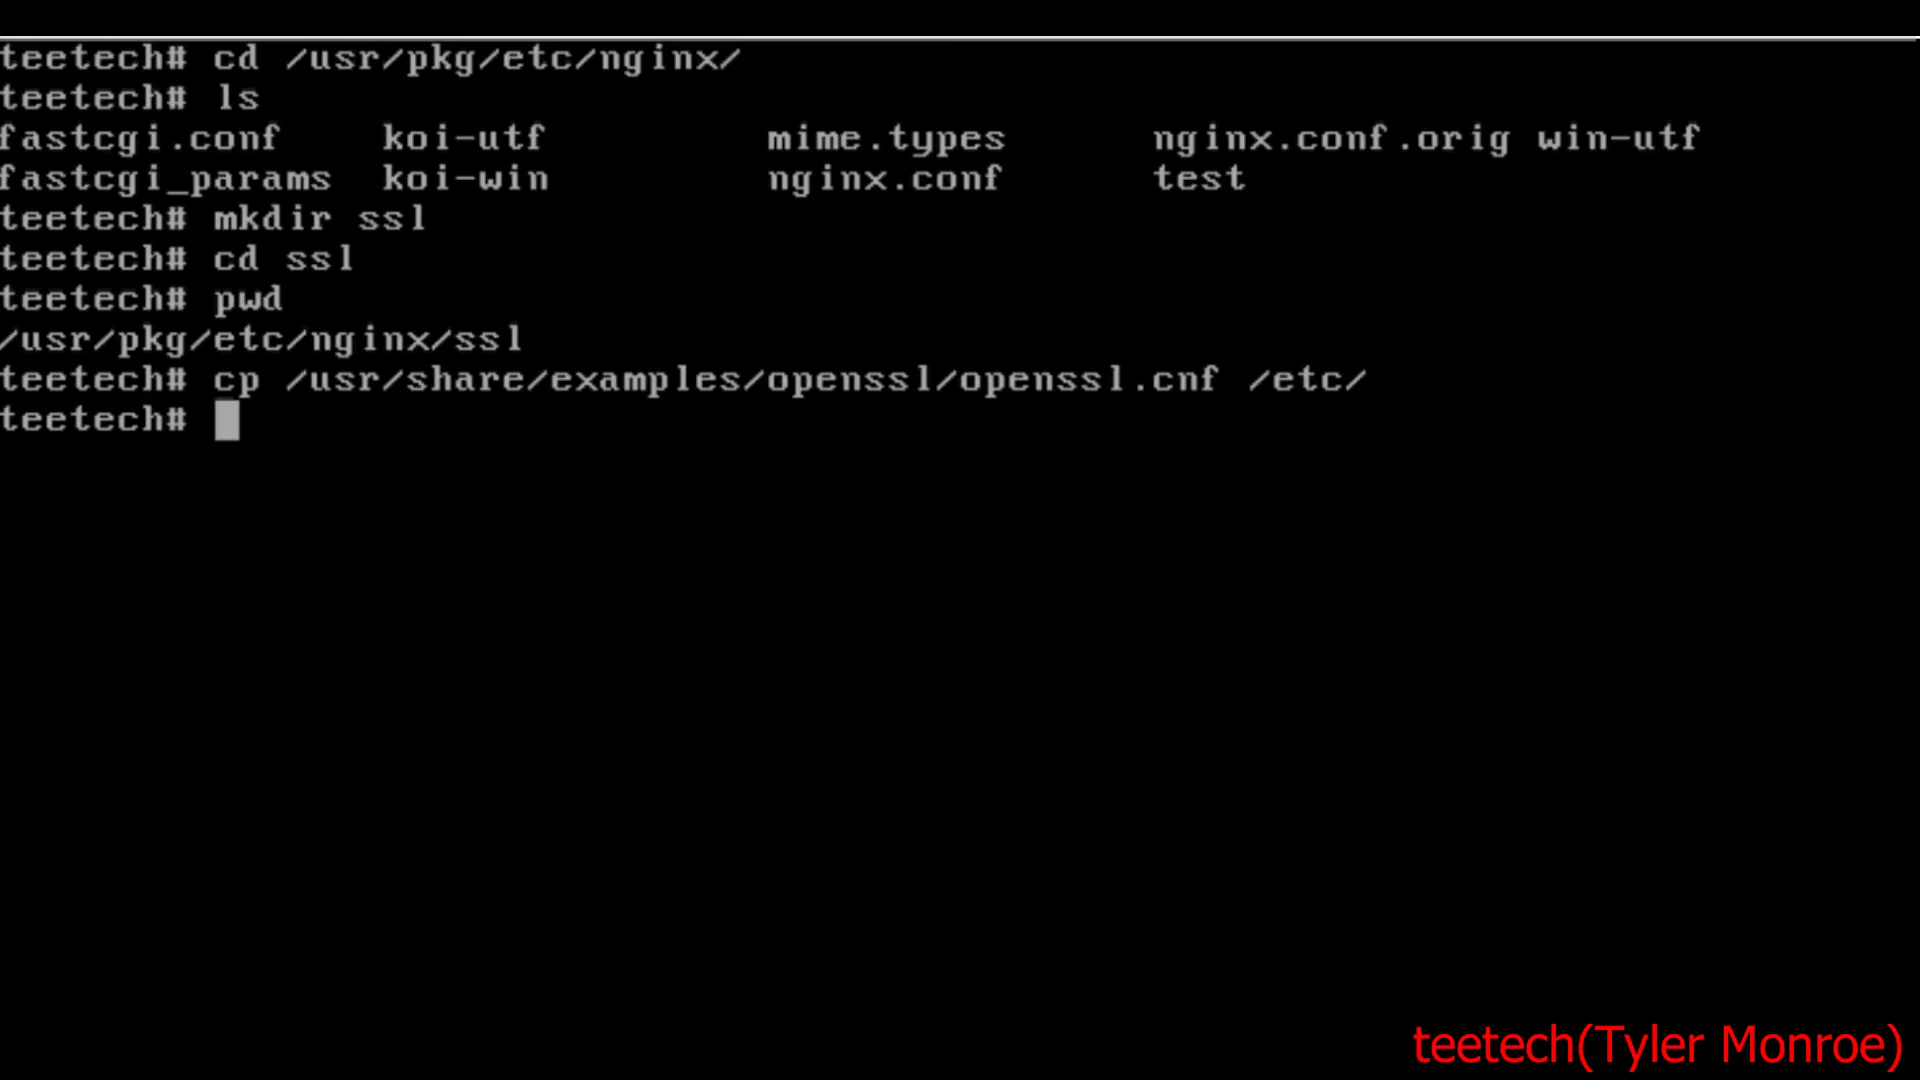 teetech# cd /usr/pkg/etc/nginx/
teetech# ls
fastcgi.conf koi-utf mime.types nginx.conf.orig win-utf
fastcgi_params koi-win nginx.conf test
teetech# mkdir ssl
teetech# cd ssl
teetech# pwd
/usr/pkg/etc/nginx/ssl
teetech# cp /usr/share/examples/openssl/openssl.cnf /etc/
teetech#
teetech(Tyler Monroe)